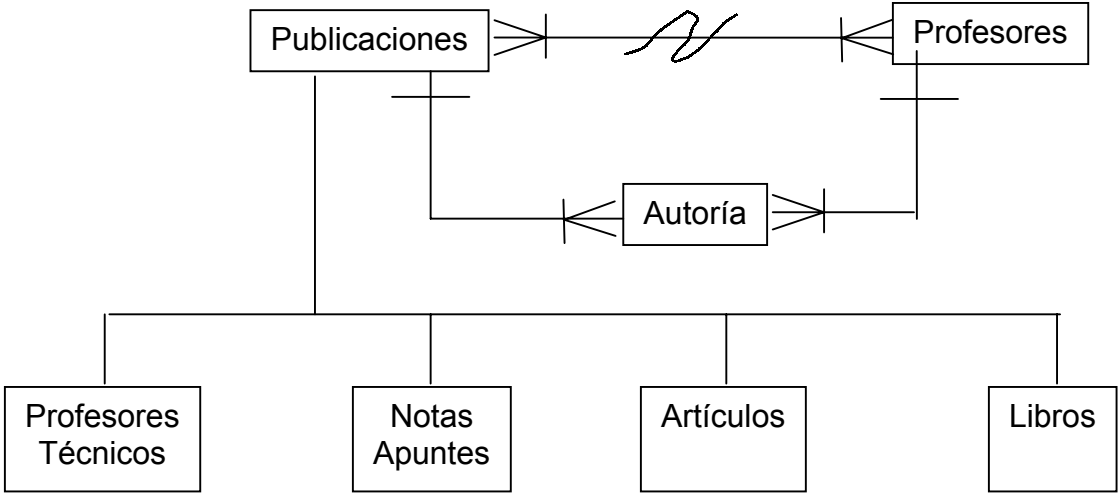 Publicaciones
Profesores
Autoría
Profesores
Técnicos
Notas
Apuntes
Artículos
Libros